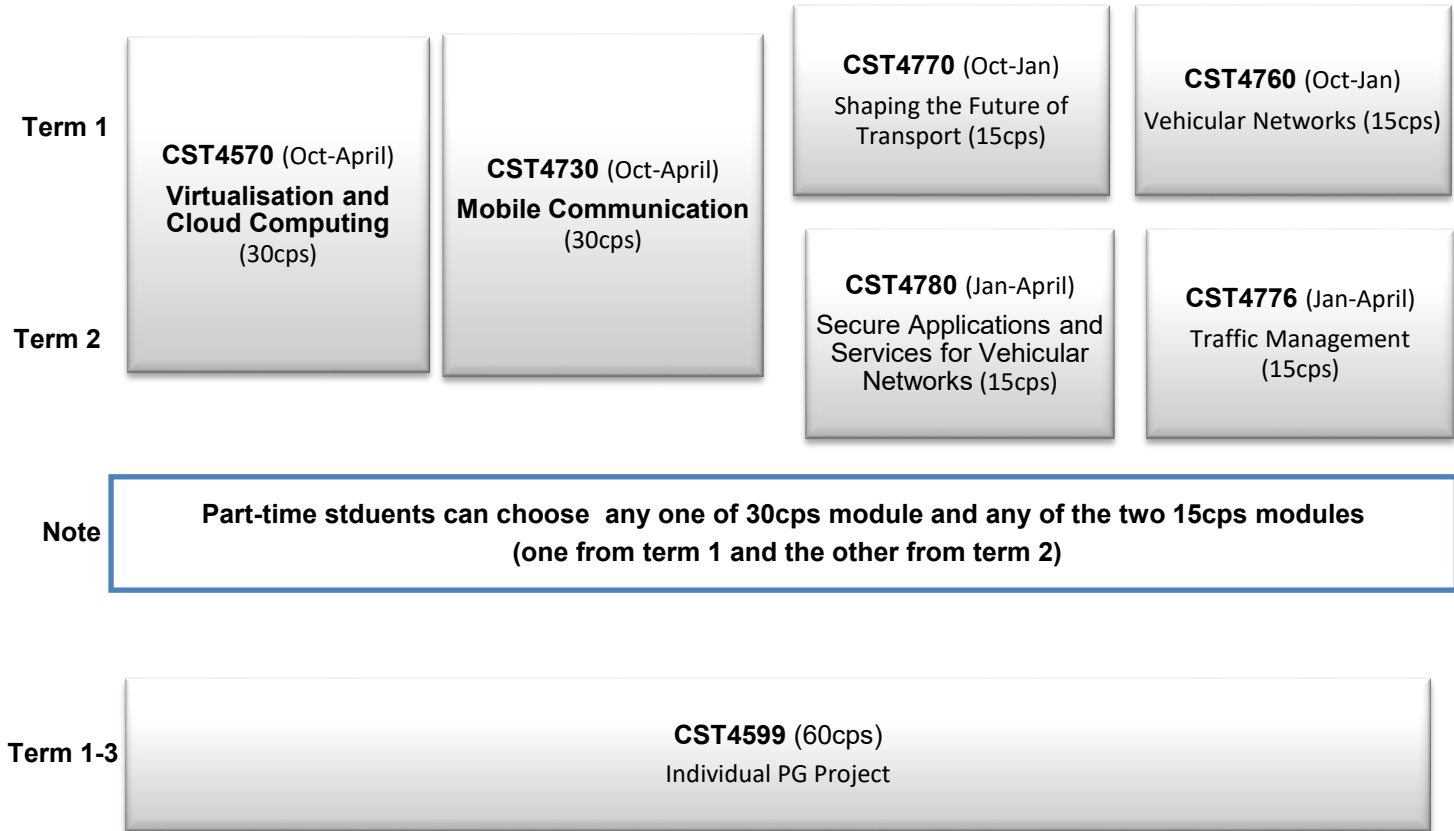 Term 1
CST4570 (Oct-April)
Virtualisation and
Cloud Computing
(30cps)
CST4730 (Oct-April)
Mobile Communication
(30cps)
CST4770 (Oct-Jan)
Shaping the Future of
Transport (15cps)
CST4760 (Oct-Jan)
Vehicular Networks (15cps)
Term 2
CST4780 (Jan-April)
Secure Applications and
Services for Vehicular
Networks (15cps)
CST4776 (Jan-April)
Traffic Management
(15cps)
Note
Part-time stduents can choose any one of 30cps module and any of the two 15cps modules
(one from term 1 and the other from term 2)
Term 1-3
CST4599 (60cps)
Individual PG Project